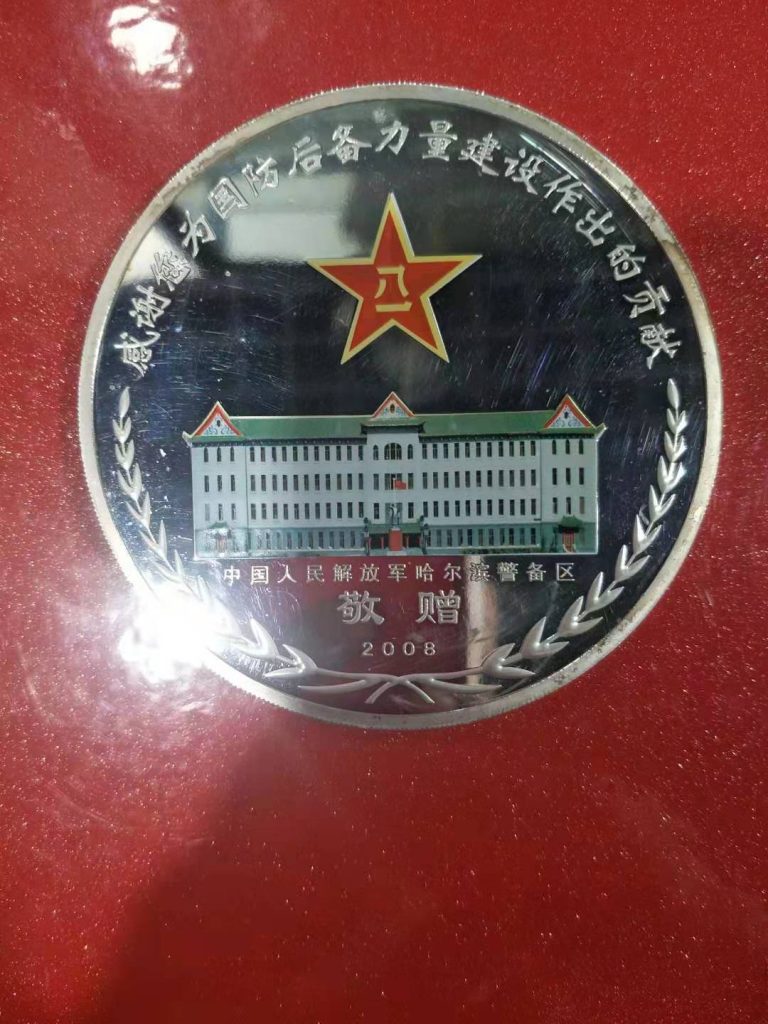 感谢您为国防后备力量建设作出的贡献
八一
中国人民解放军哈尔滨警备区
敬赠
2008